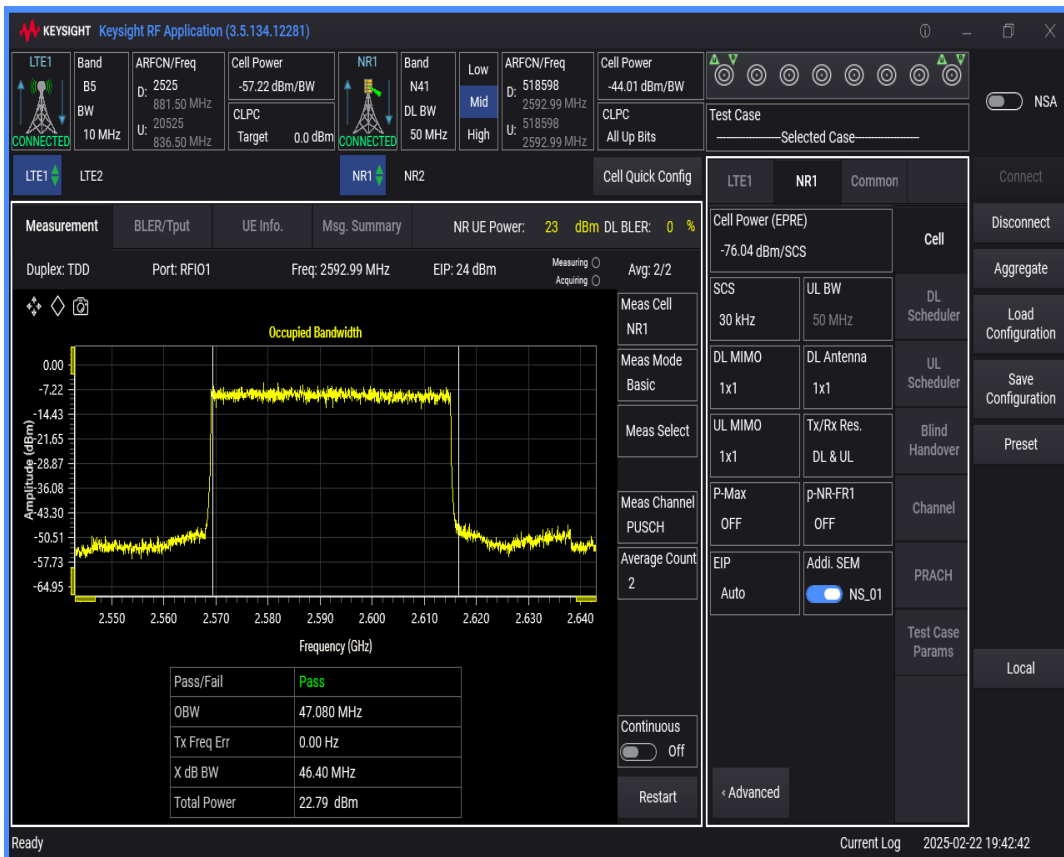 KEYSIGHT Keysight RF Application (3.5.134.12281)
LTE1
CONNECTED
Band
B5
BW
10 MHz
ARFCN/Freq
D: 2525
881.50 MHz
U: 20525
836.50 MHz
Cell Power
-57.22 dBm/BW
CLPC
Target 0.0 dBm
NR1
CONNECTED
Band
N41
DL BW
50 MHz
Low
Mid
High
ARFCN/Freq
D: 518598
2592.99 MHz
U: 518598
2592.99 MHz
Cell Power
-44.01 dBm/BW
CLPC
All Up Bits
Test Case
Selected Case
NSA
LTE1 LTE2 NR1 NR2 Cell Quick Config
Measurement BLER/Tput UE Info. Msg. Summary NR UE Power: 23 dBm DL BLER: 0 %
Duplex: TDD Port: RFIO1 Freq: 2592.99 MHz EIP: 24 dBm Measuring Avg: 2/2
Acquiring
Occupied Bandwidth
Amplitude (dBm)
0.00
-7.22
-14.43
-21.65
-28.87
-36.08
-43.30
-50.51
-57.73
-64.95
2.550 2.560 2.570 2.580 2.590 2.600 2.610 2.620 2.630 2.640
Frequency (GHz)
Pass/Fail Pass
OBW 47.080 MHz
Tx Freq Err 0.00 Hz
X dB BW 46.40 MHz
Total Power 22.79 dBm
Meas Cell
NR1
Meas Mode
Basic
Meas Select
Meas Channel
PUSCH
Average Count
2
Continuous
Off
Restart
LTE1 NR1 Common
Cell Power (EPRE)
-76.04 dBm/SCS
SCS UL BW
30 kHz 50 MHz
DL MIMO DL Antenna
1x1 1x1
UL MIMO Tx/Rx Res.
1x1 DL & UL
P-Max p-NR-FR1
OFF OFF
EIP Addi. SEM
Auto NS_01
‹ Advanced
Cell
DL
Scheduler
UL
Scheduler
Blind
Handover
Channel
PRACH
Test Case
Params
Connect
Disconnect
Aggregate
Load
Configuration
Save
Configuration
Preset
Local
Ready Current Log 2025-02-22 19:42:42